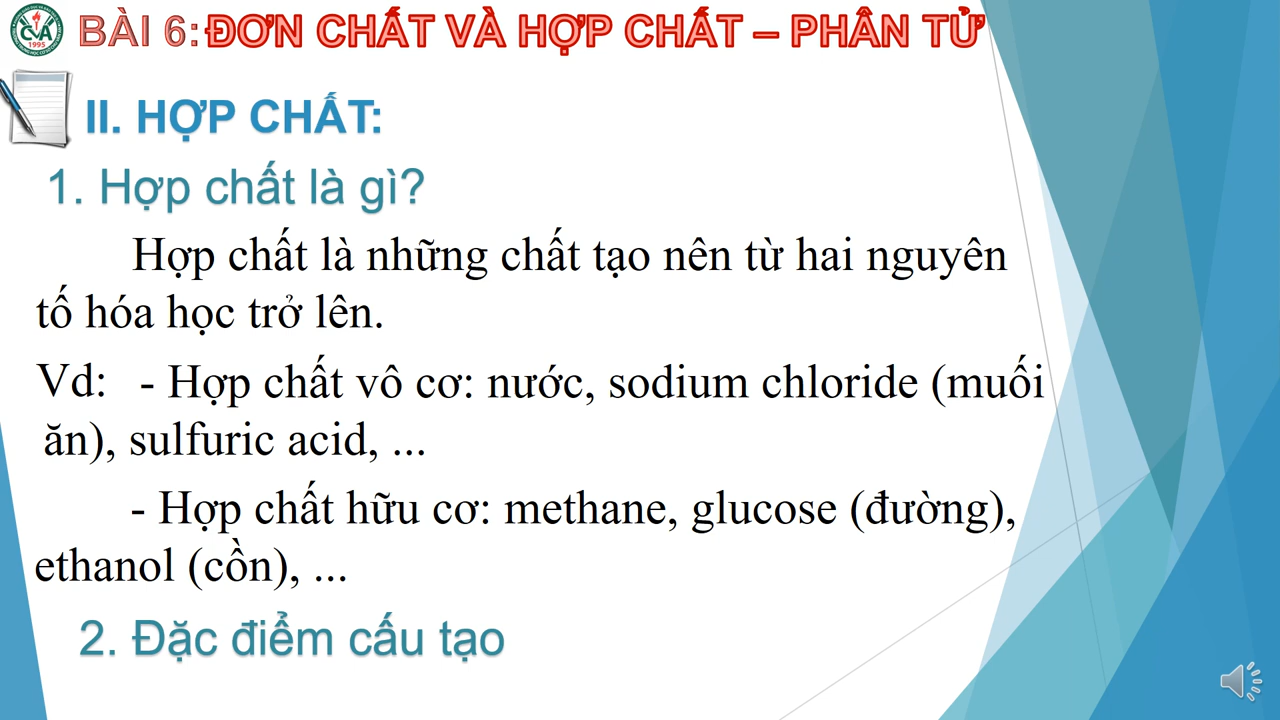 CVA
1995
BÀI 6: ĐƠN CHẤT VÀ HỢP CHẤT – PHÂN TỬ
II. HỢP CHẤT:
1. Hợp chất là gì?
Hợp chất là những chất tạo nên từ hai nguyên
tố hóa học trở lên.
Vd: - Hợp chất vô cơ: nước, sodium chloride (muối
ăn), sulfuric acid, ...
- Hợp chất hữu cơ: methane, glucose (đường),
ethanol (cồn), ...
2. Đặc điểm cấu tạo